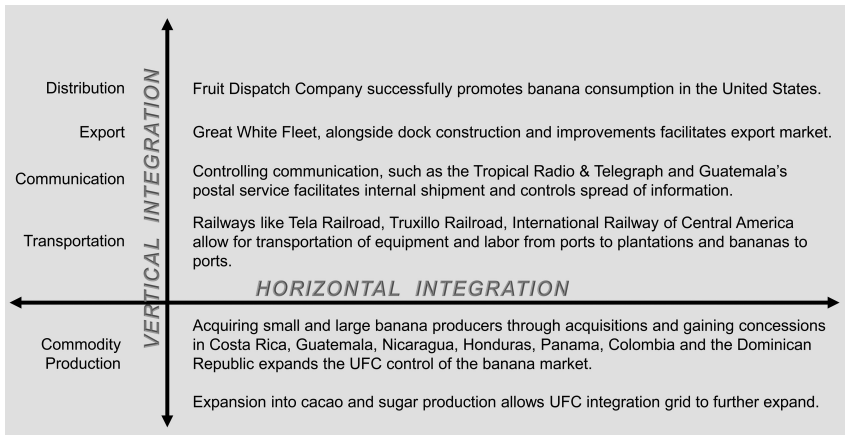 Distribution
Fruit Dispatch Company successfully promotes banana consumption in the United States.
Export
Great White Fleet, alongside dock construction and improvements facilitates export market.
Communication
Controlling communication, such as the Tropical Radio & Telegraph and Guatemala's
postal service facilitates internal shipment and controls spread of information.
Transportation
Railways like Tela Railroad, Truxillo Railroad, International Railway of Central America
allow for transportation of equipment and labor from ports to plantations and bananas to
ports.
VERTICAL INTEGRATION
HORIZONTAL INTEGRATION
Commodity
Production
Acquiring small and large banana producers through acquisitions and gaining concessions
in Costa Rica, Guatemala, Nicaragua, Honduras, Panama, Colombia and the Dominican
Republic expands the UFC control of the banana market.
Expansion into cacao and sugar production allows UFC integration grid to further expand.